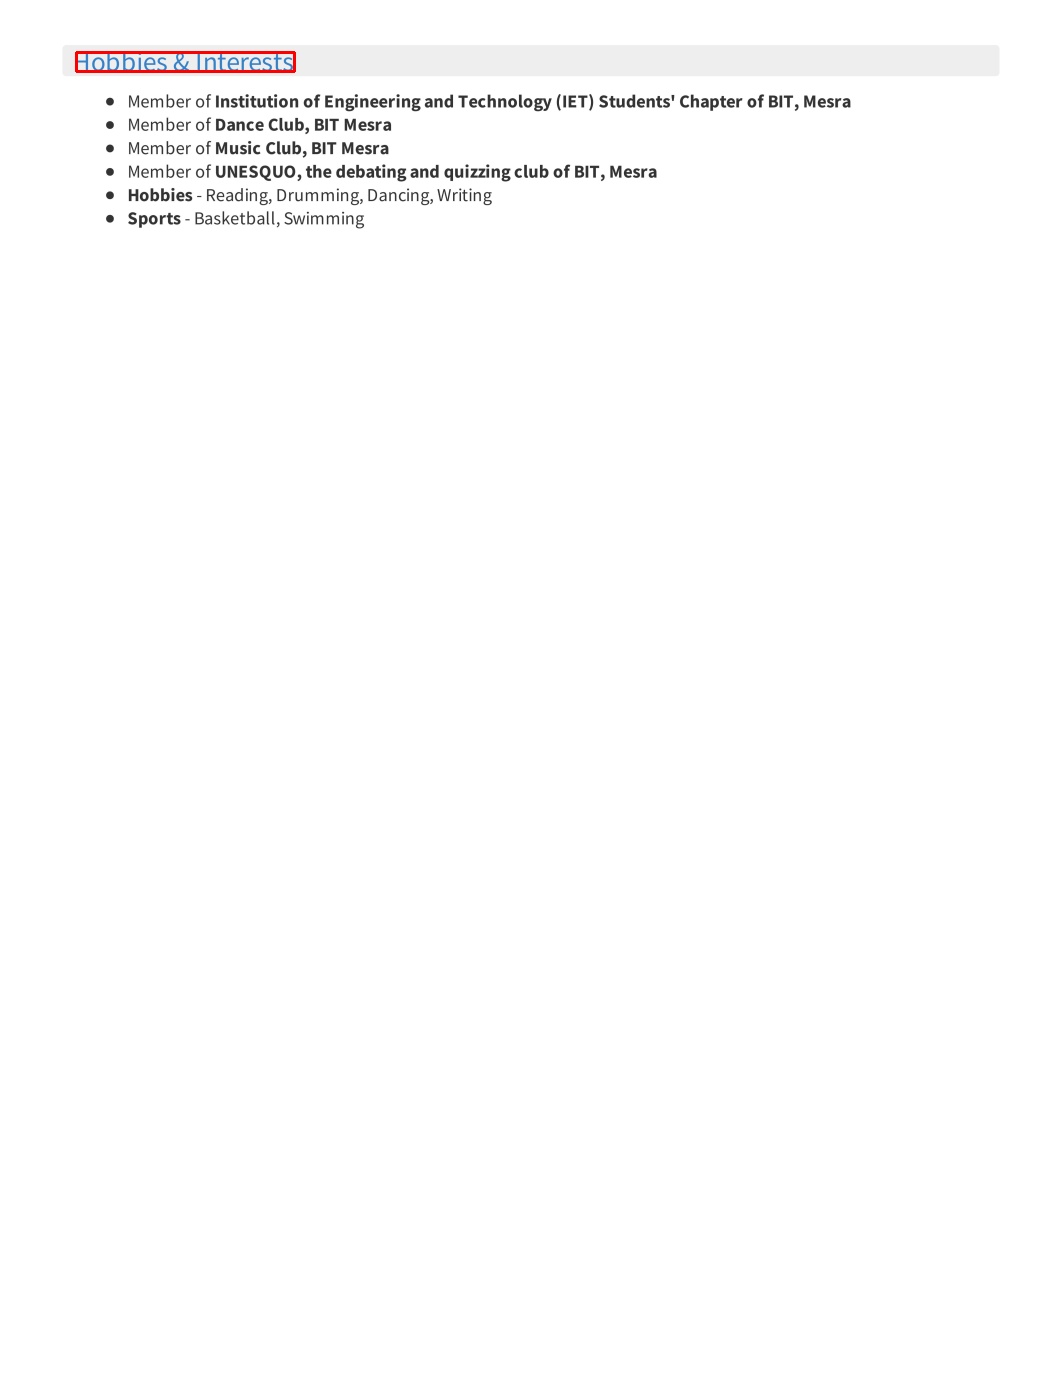 Hobbies & Interests
● Member of Institution of Engineering and Technology (IET) Students' Chapter of BIT, Mesra
● Member of Dance Club, BIT Mesra
● Member of Music Club, BIT Mesra
● Member of UNESQUO, the debating and quizzing club of BIT, Mesra
● Hobbies - Reading, Drumming, Dancing, Writing
● Sports - Basketball, Swimming